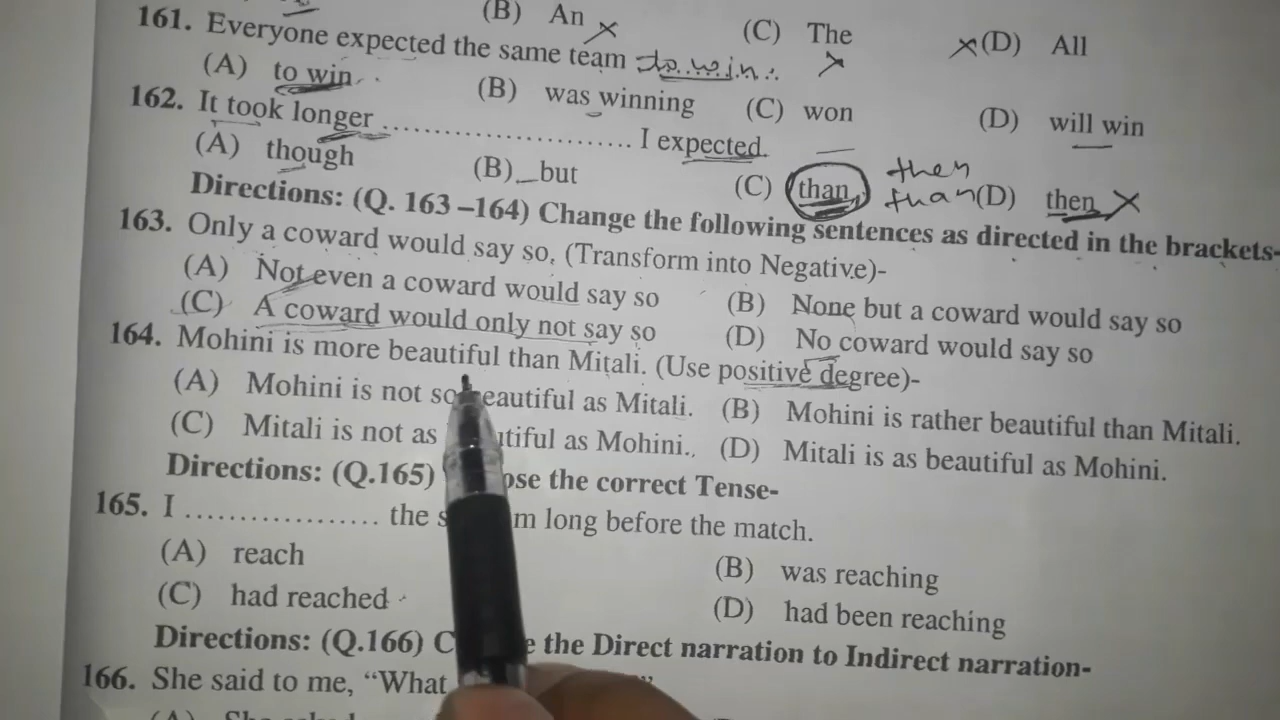 (B) An (C) The (D) All
161. Everyone expected the same team to win
(A) to win (B) was winning (C) won (D) will win
162. It took longer .............................. I expected.
then
(A) though (B) but (C) than than (D) then
Directions: (Q. 163 – 164) Change the following sentences as directed in the brackets-
163. Only a coward would say so, (Transform into Negative)-
(A) Not even a coward would say so (B) None but a coward would say so
(C) A coward would only not say so (D) No coward would say so
164. Mohini is more beautiful than Mitali. (Use positive degree)-
(A) Mohini is not so eautiful as Mitali. (B) Mohini is rather beautiful than Mitali.
(C) Mitali is not as utiful as Mohini. (D) Mitali is as beautiful as Mohini.
Directions: (Q.165) ose the correct Tense-
165. I ................... the s m long before the match.
(A) reach (B) was reaching
(C) had reached (D) had been reaching
Directions: (Q.166) C e the Direct narration to Indirect narration-
166. She said to me, “What ”
(A) She asked